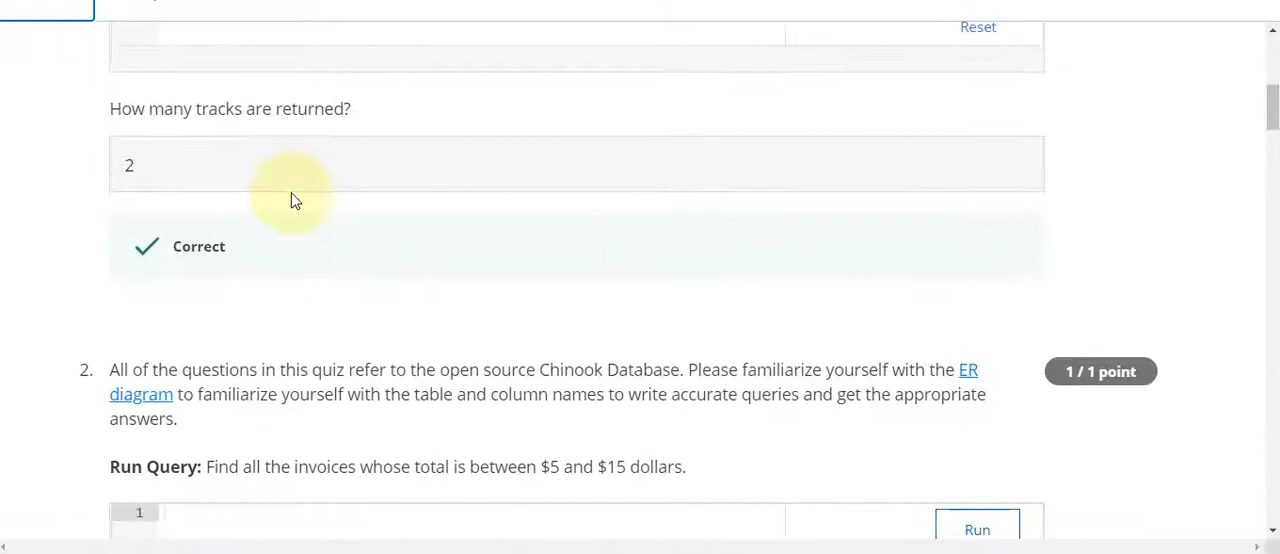 Reset
How many tracks are returned?
2
Correct
2. All of the questions in this quiz refer to the open source Chinook Database. Please familiarize yourself with the ER
diagram to familiarize yourself with the table and column names to write accurate queries and get the appropriate
answers.
1 / 1 point
Run Query: Find all the invoices whose total is between $5 and $15 dollars.
1
Run